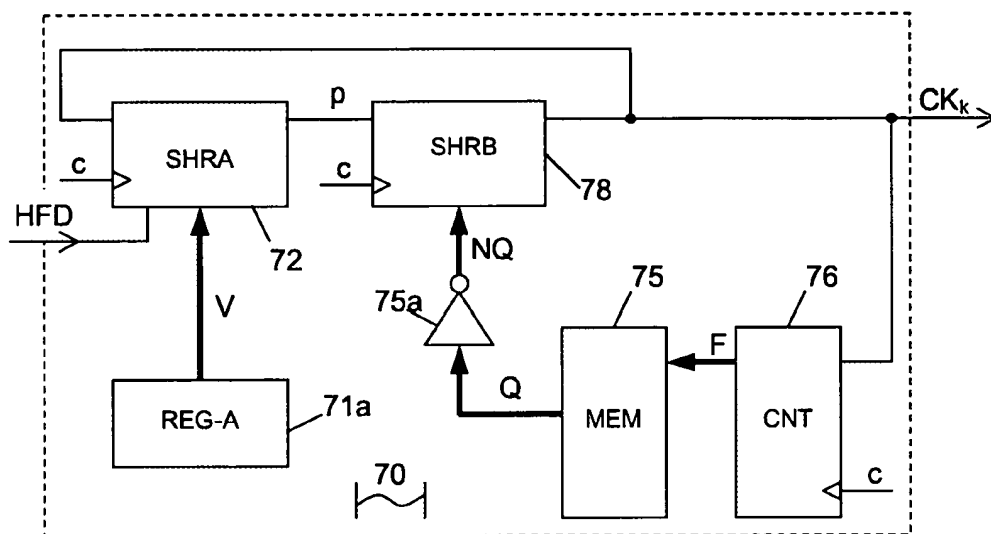 p
CKk
SHRA
SHRB
c
c
78
HFD
72
NQ
75
76
75a
V
F
Q
REG-A
71a
MEM
CNT
70
c